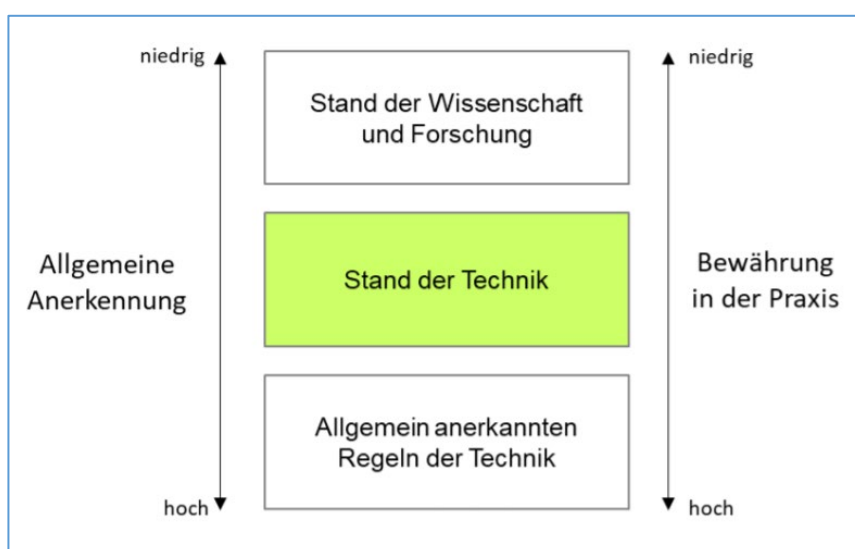 niedrig
niedrig
Stand der Wissenschaft
und Forschung
Allgemeine
Anerkennung
Stand der Technik
Bewährung
in der Praxis
Allgemein anerkannten
Regeln der Technik
hoch
hoch